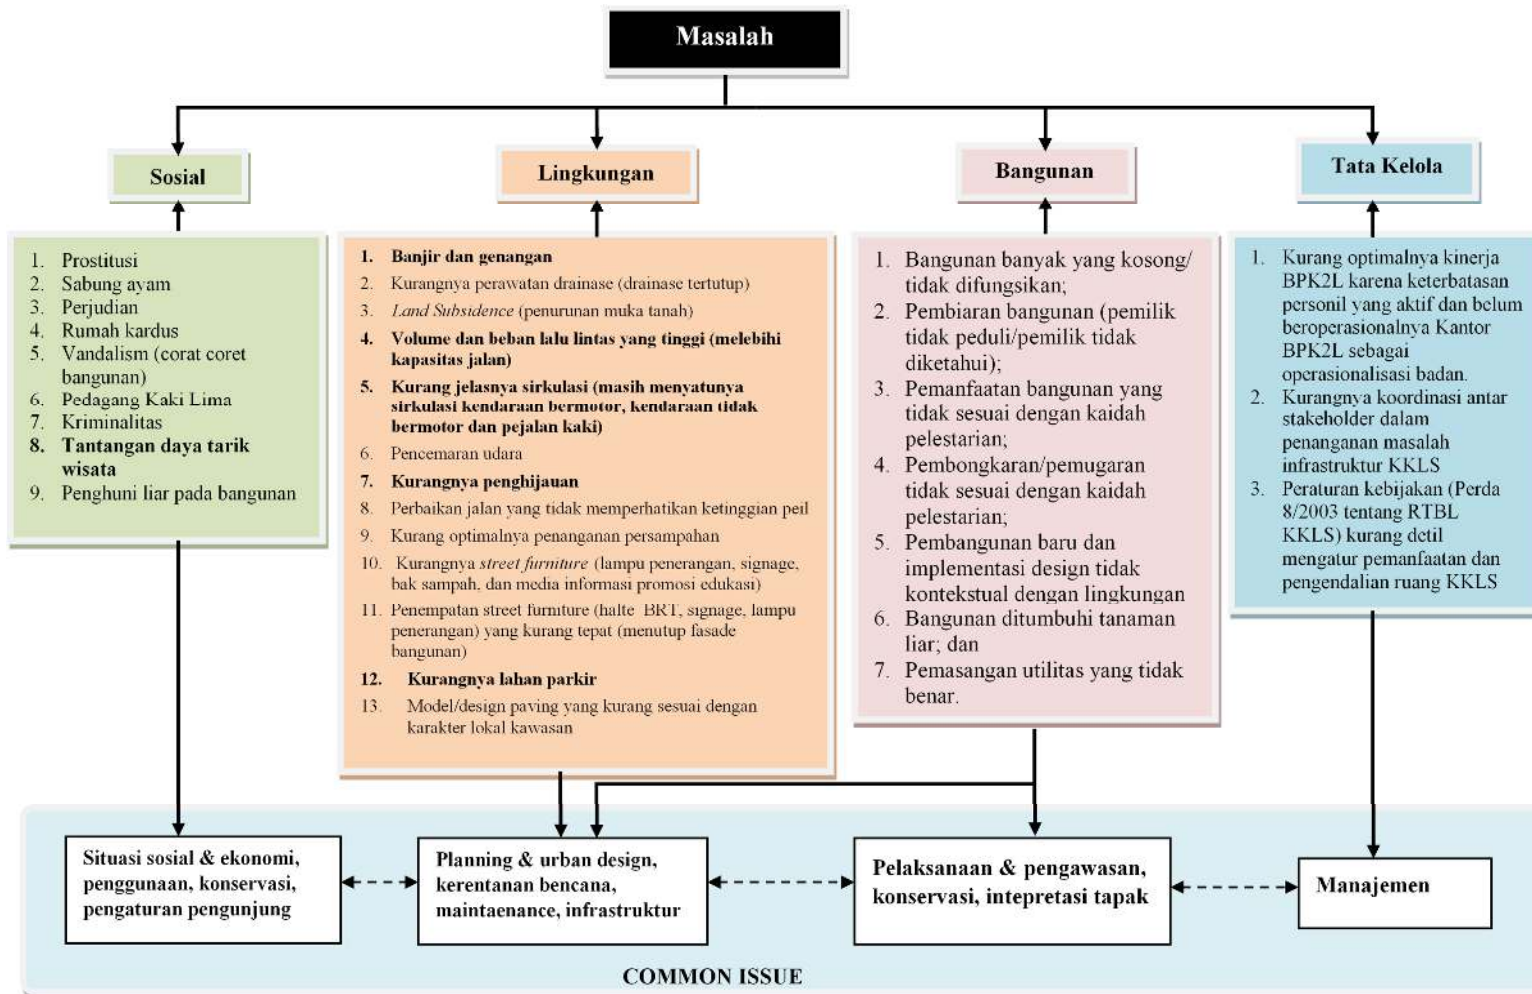 Masalah
Sosial
Lingkungan
Bangunan
Tata Kelola
1. Prostitusi
2. Sabung ayam
3. Perjudian
4. Rumah kardus
5. Vandalism (corat coret
bangunan)
6. Pedagang Kaki Lima
7. Kriminalitas
8. Tantangan daya tarik
wisata
9. Penghuni liar pada bangunan
1. Banjir dan genangan
2. Kurangnya perawatan drainase (drainase tertutup)
3. Land Subsidence (penurunan muka tanah)
4. Volume dan beban lalu lintas yang tinggi (melebihi
kapasitas jalan)
5. Kurang jelasnya sirkulasi (masih menyatunya
sirkulasi kendaraan bermotor, kendaraan tidak
bermotor dan pejalan kaki)
6. Pencemaran udara
7. Kurangnya penghijauan
8. Perbaikan jalan yang tidak memperhatikan ketinggian peil
9. Kurang optimalnya penanganan persampahan
10. Kurangnya street furniture (lampu penerangan, signage,
bak sampah, dan media informasi promosi edukasi)
11. Penempatan street furniture (halte BRT, signage, lampu
penerangan) yang kurang tepat (menutup fasade
bangunan)
12. Kurangnya lahan parkir
13. Model/design paving yang kurang sesuai dengan
karakter lokal kawasan
1. Bangunan banyak yang kosong/
tidak difungsikan;
2. Pembiaran bangunan (pemilik
tidak peduli/pemilik tidak
diketahui);
3. Pemanfaatan bangunan yang
tidak sesuai dengan kaidah
pelestarian;
4. Pembongkaran/pemugaran
tidak sesuai dengan kaidah
pelestarian;
5. Pembangunan baru dan
implementasi design tidak
kontekstual dengan lingkungan
6. Bangunan ditumbuhi tanaman
liar; dan
7. Pemasangan utilitas yang tidak
benar.
1. Kurang optimalnya kinerja
BPK2L karena keterbatasan
personil yang aktif dan belum
beroperasionalnya Kantor
BPK2L sebagai
operasionalisasi badan.
2. Kurangnya koordinasi antar
stakeholder dalam
penanganan masalah
infrastruktur KKLS
3. Peraturan kebijakan (Perda
8/2003 tentang RTBL
KKLS) kurang detil
mengatur pemanfaatan dan
pengendalian ruang KKLS
Situasi sosial & ekonomi,
penggunaan, konservasi,
pengaturan pengunjung
Planning & urban design,
kerentanan bencana,
maintaenance, infrastruktur
Pelaksanaan & pengawasan,
konservasi, intepretasi tapak
Manajemen
COMMON ISSUE